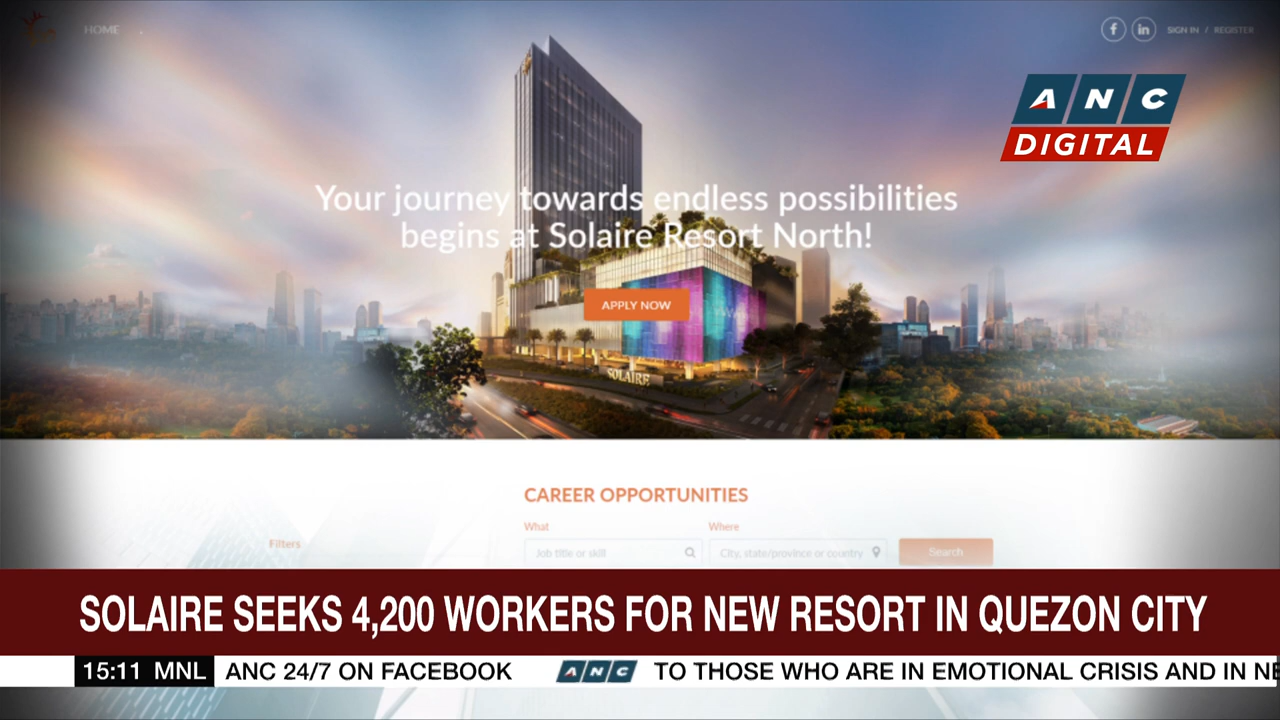 HOME
f in SIGN IN / REGISTER
ANC
DIGITAL
Your journey towards endless possibilities
begins at Solaire Resort North!
APPLY NOW
SOLAIRE
CAREER OPPORTUNITIES
What Where
Filters
Job title or skill City, state/province or country Search
SOLAIRE SEEKS 4,200 WORKERS FOR NEW RESORT IN QUEZON CITY
15:11 MNL ANC 24/7 ON FACEBOOK ANC TO THOSE WHO ARE IN EMOTIONAL CRISIS AND IN NE